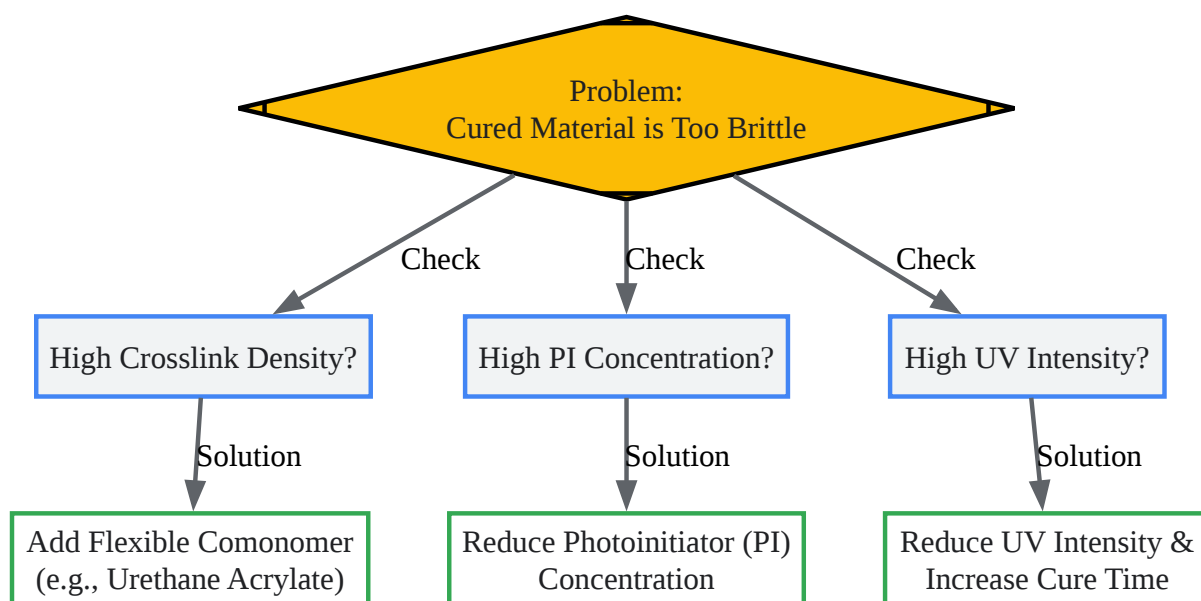 Problem:
Cured Material is Too Brittle
Check
Check
Check
High Crosslink Density?
High PI Concentration?
High UV Intensity?
Solution
Solution
Solution
Add Flexible Comonomer
(e.g., Urethane Acrylate)
Reduce Photoinitiator (PI)
Concentration
Reduce UV Intensity &
Increase Cure Time